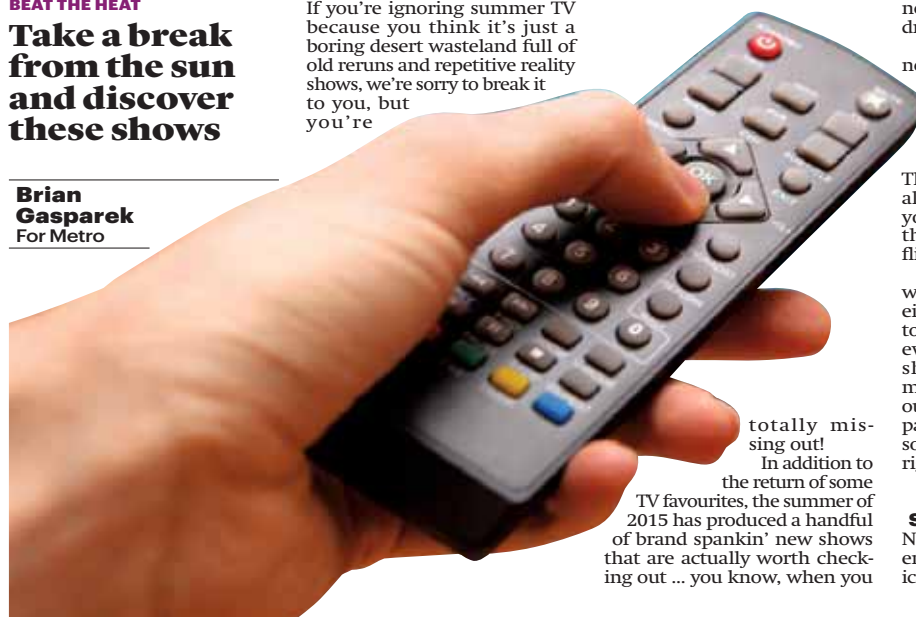 BEAT THE HEAT
Take a break
from the sun
and discover
these shows
Brian
Gasparek
For Metro
If you're ignoring summer TV
because you think it's just a
boring desert wasteland full of
old reruns and repetitive reality
shows, we're sorry to break it
to you, but
you're
totally mis-
sing out!
In addition to
the return of some
TV favourites, the summer of
2015 has produced a handful
of brand spankin' new shows
that are actually worth check-
ing out ... you know, when you
OK